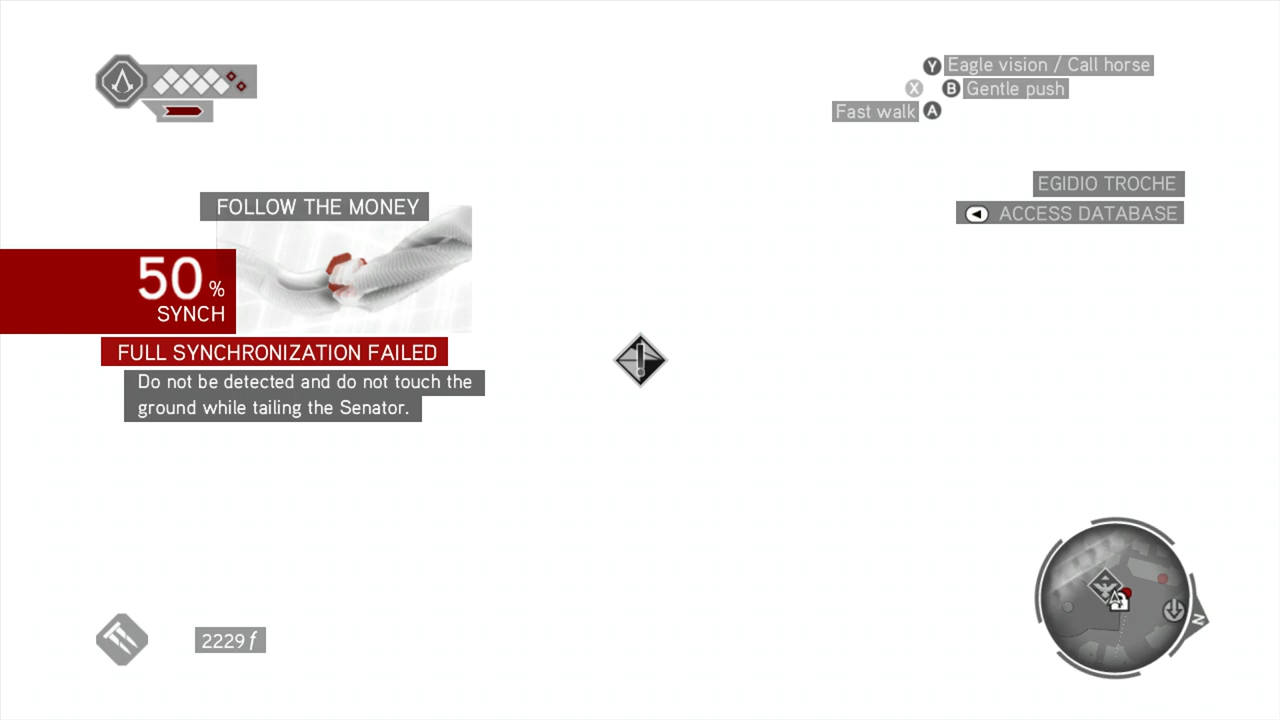 Y Eagle vision / Call horse
X B Gentle push
Fast walk A
EGIDIO TROCHE
ACCESS DATABASE
FOLLOW THE MONEY
50 %
SYNCH
FULL SYNCHRONIZATION FAILED
Do not be detected and do not touch the
ground while tailing the Senator.
2229 f
N